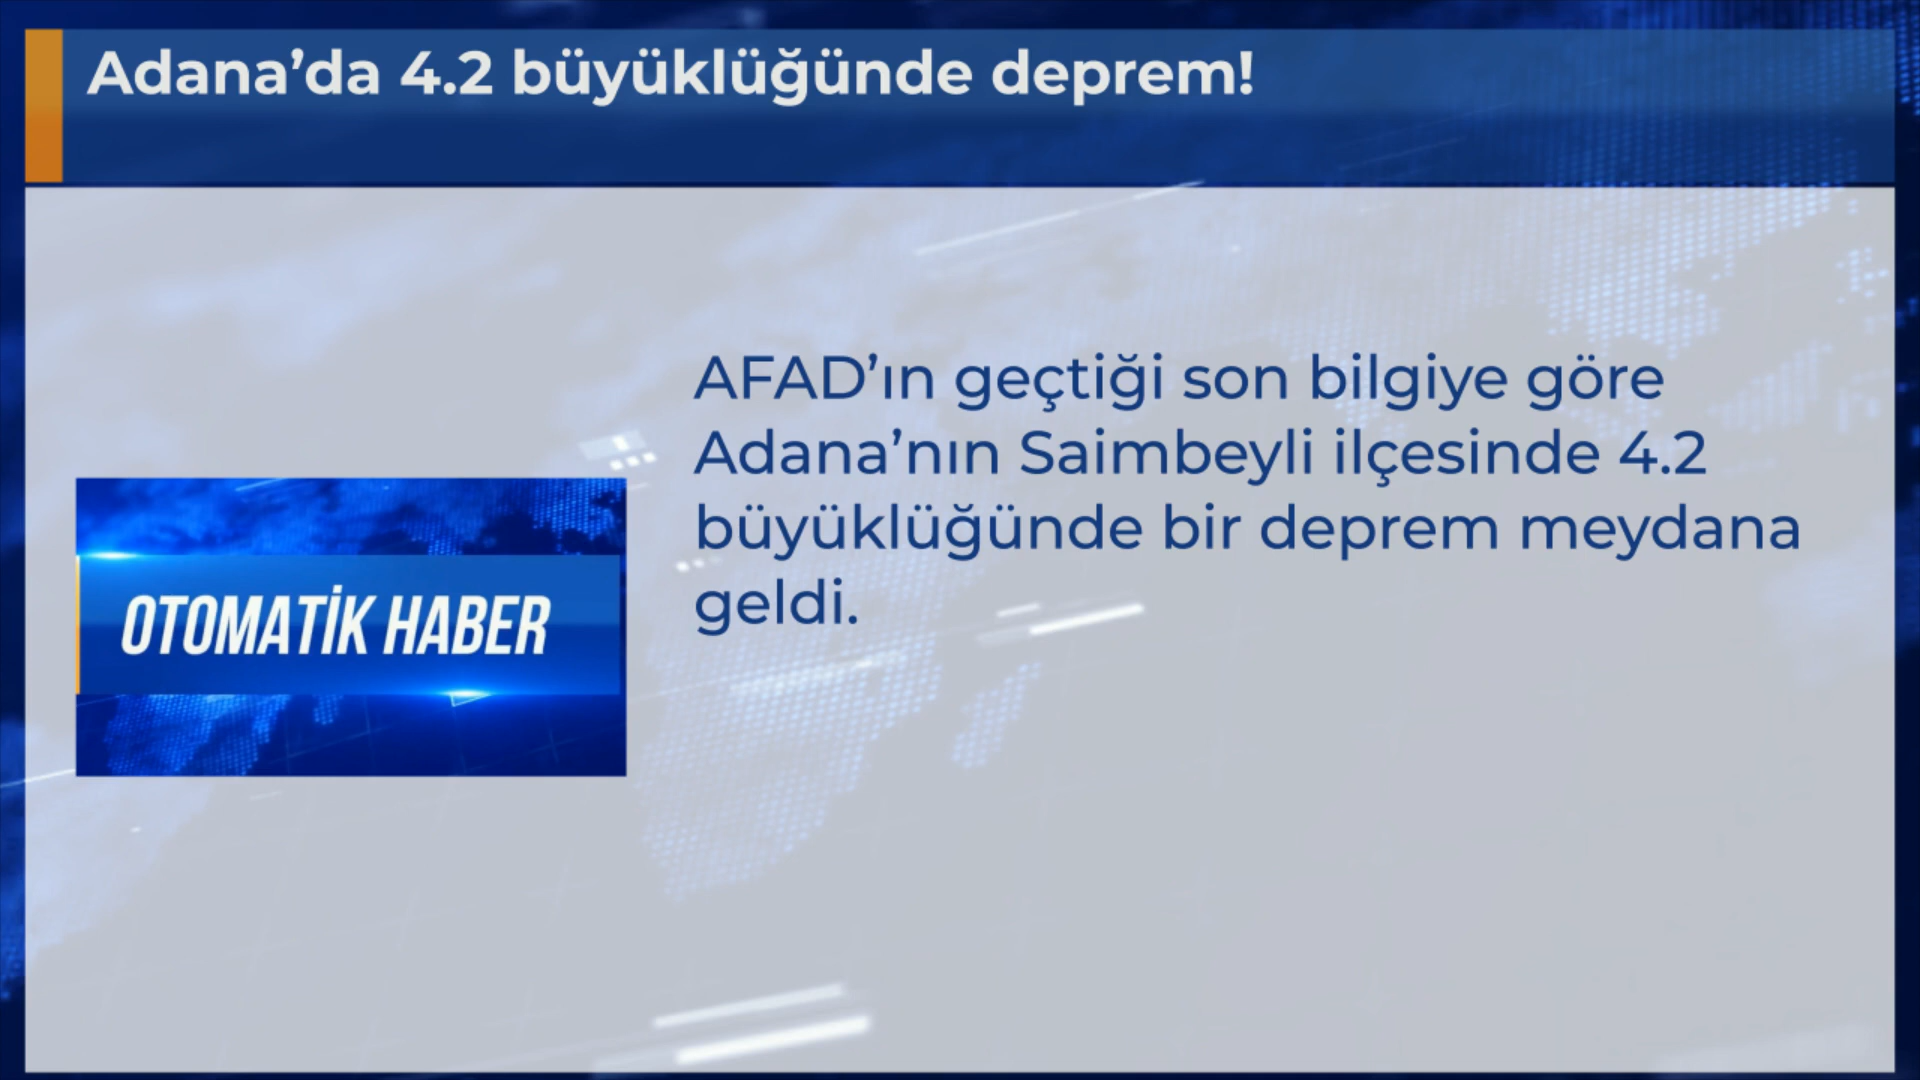 Adana’da 4.2 büyüklüğünde deprem!
AFAD’ın geçtiği son bilgiye göre
Adana’nın Saimbeyli ilçesinde 4.2
büyüklüğünde bir deprem meydana
geldi.
OTOMATİK HABER